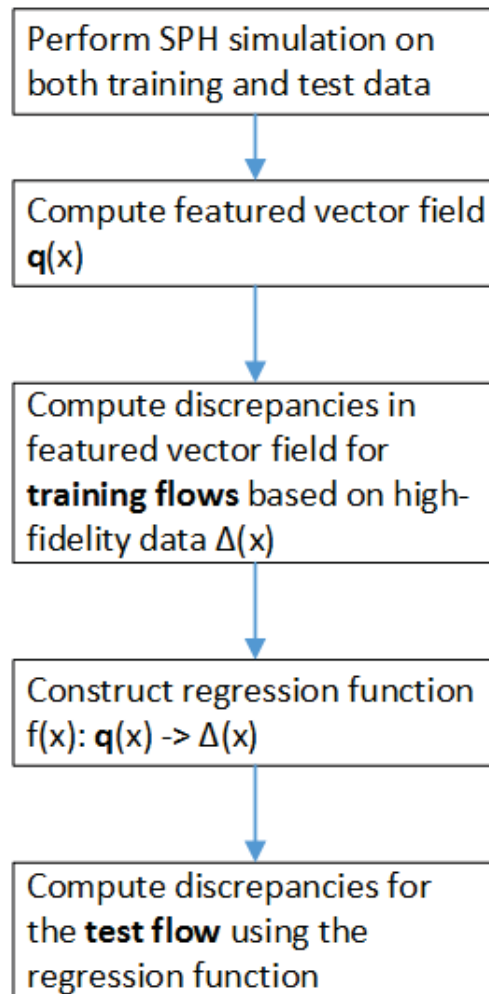 Perform SPH simulation on
both training and test data
Compute featured vector field
q(x)
Compute discrepancies in
featured vector field for
training flows based on high-
fidelity data Δ(x)
Construct regression function
f(x): q(x) -> Δ(x)
Compute discrepancies for
the test flow using the
regression function